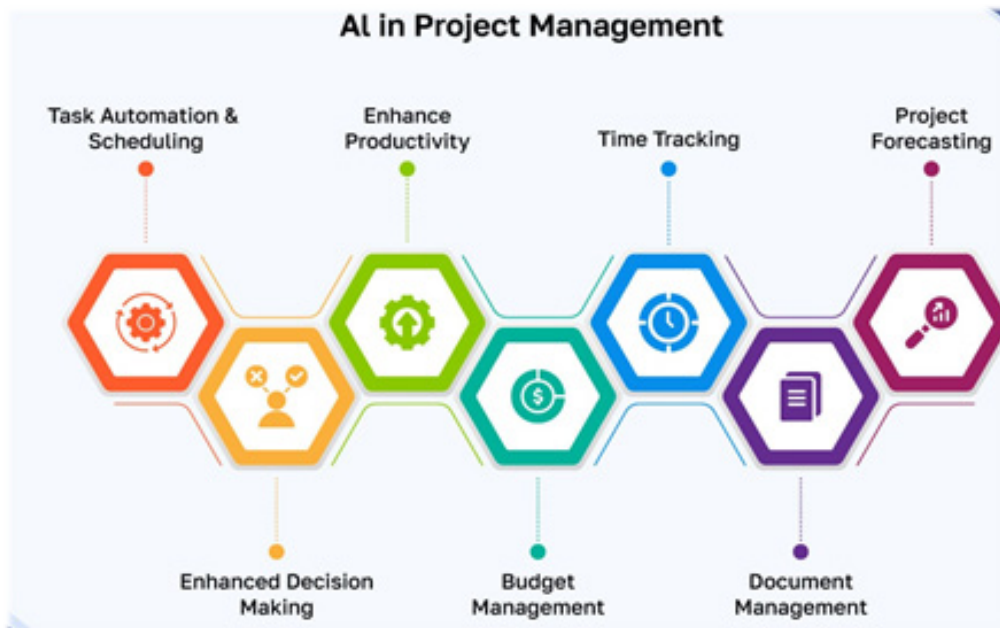 AI in Project Management
Task Automation &
Scheduling
Enhance
Productivity
Time Tracking
Project
Forecasting
$
Enhanced Decision
Making
Budget
Management
Document
Management